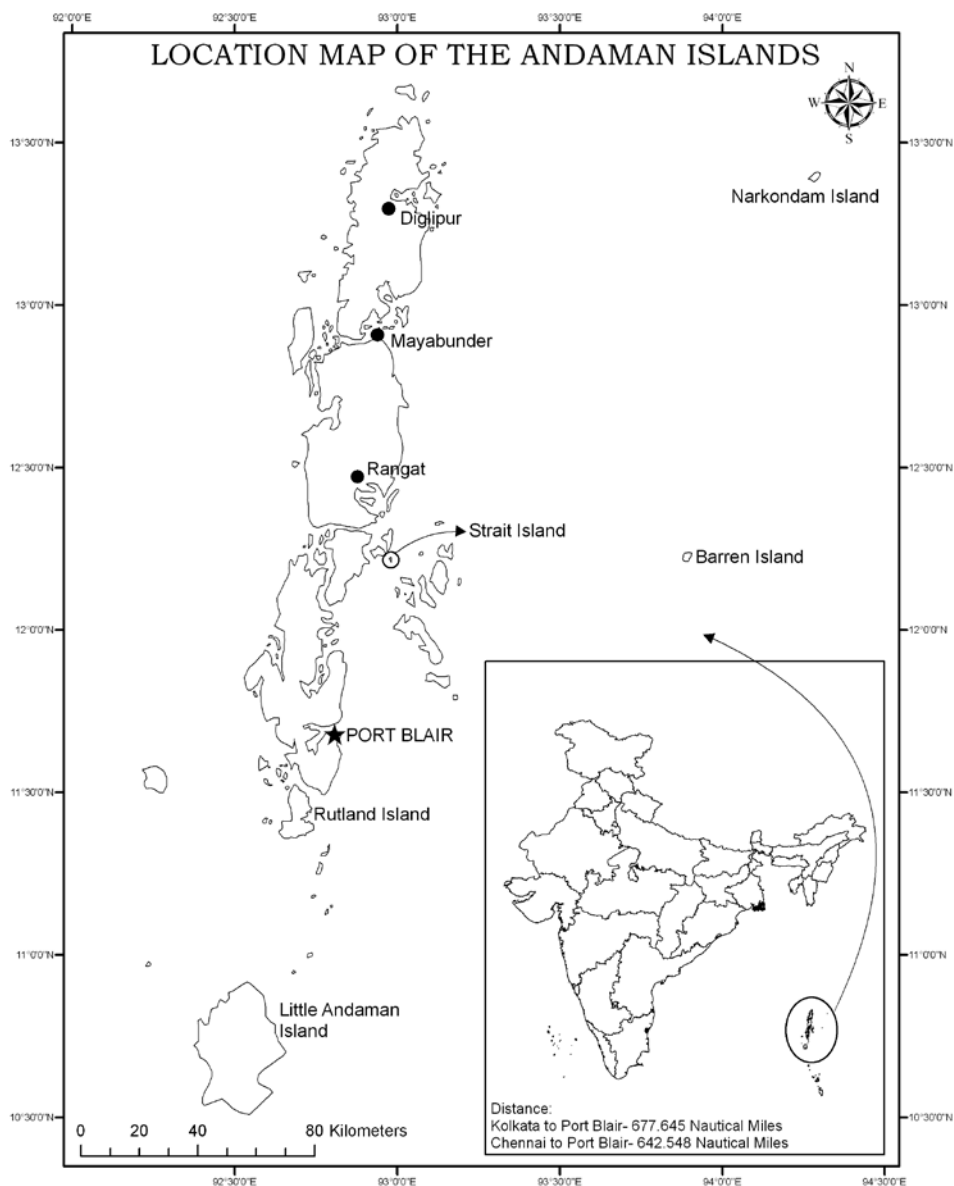 92°0'0"E 92°30'0"E 93°0'0"E 93°30'0"E 94°0'0"E
LOCATION MAP OF THE ANDAMAN ISLANDS
N
W E
S
13°30'0"N 13°30'0"N
Narkondam Island
Diglipur
13°0'0"N 13°0'0"N
Mayabunder
12°30'0"N 12°30'0"N
Rangat
Strait Island
Barren Island
12°0'0"N 12°0'0"N
PORT BLAIR
11°30'0"N 11°30'0"N
Rutland Island
11°0'0"N 11°0'0"N
Little Andaman
Island
10°30'0"N 10°30'0"N
Distance:
Kolkata to Port Blair- 677.645 Nautical Miles
Chennai to Port Blair- 642.548 Nautical Miles
0 10 20 40 80 Kilometers
92°30'0"E 93°0'0"E 93°30'0"E 94°0'0"E 94°30'0"E